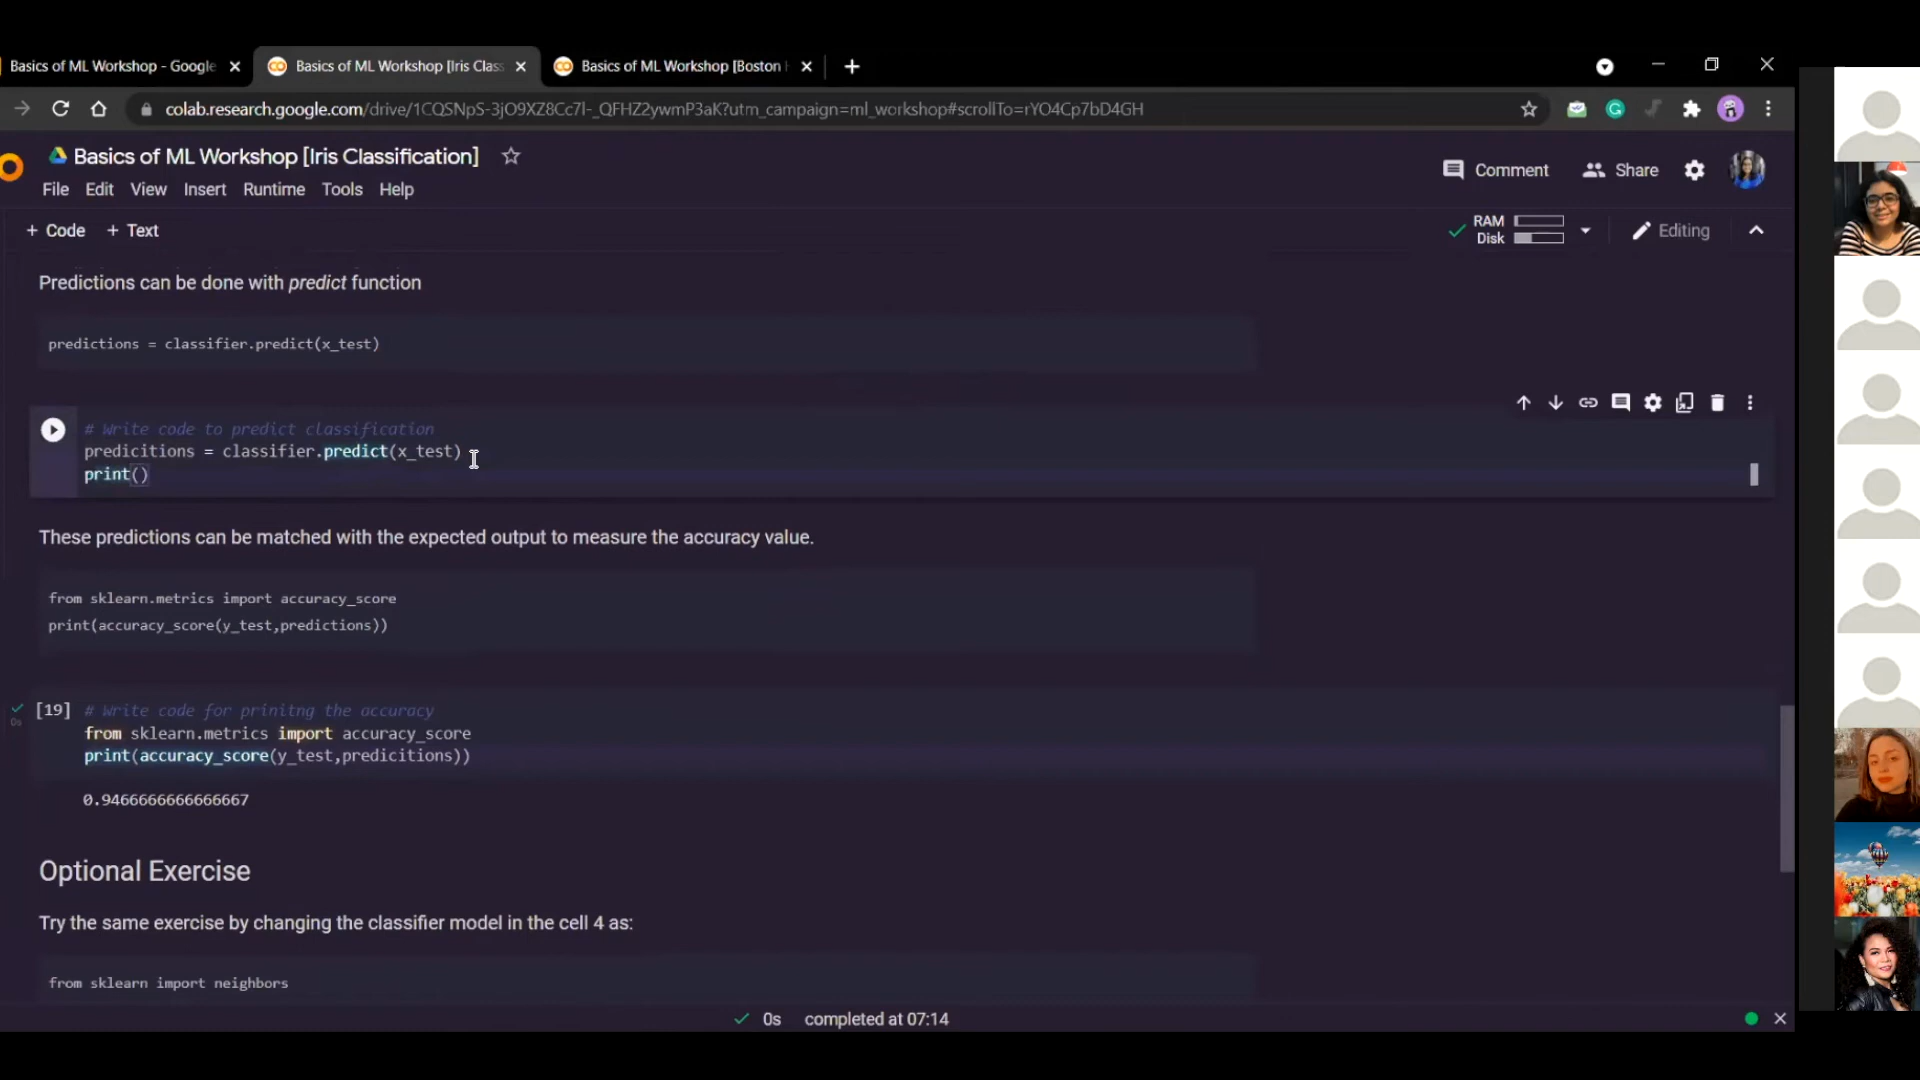 Basics of ML Workshop - Google
Basics of ML Workshop [Iris Clas
Basics of ML Workshop [Boston
colab.research.google.com/drive/1CQSNpS-3jO9XZ8Cc7l-_QFHZ2ywmP3aK?utm_campaign=ml_workshop#scrollTo=rYO4Cp7bD4GH
Basics of ML Workshop [Iris Classification]
Comment
Share
File Edit View Insert Runtime Tools Help
+ Code + Text
RAM
Disk
Editing
Predictions can be done with predict function
predictions = classifier.predict(x_test)
# Write code to predict classification
predicitions = classifier.predict(x_test)
print()
These predictions can be matched with the expected output to measure the accuracy value.
from sklearn.metrics import accuracy_score
print(accuracy_score(y_test,predictions))
[19] # Write code for prinitng the accuracy
0s
from sklearn.metrics import accuracy_score
print(accuracy_score(y_test,predicitions))
0.9466666666666667
Optional Exercise
Try the same exercise by changing the classifier model in the cell 4 as:
from sklearn import neighbors
0s completed at 07:14